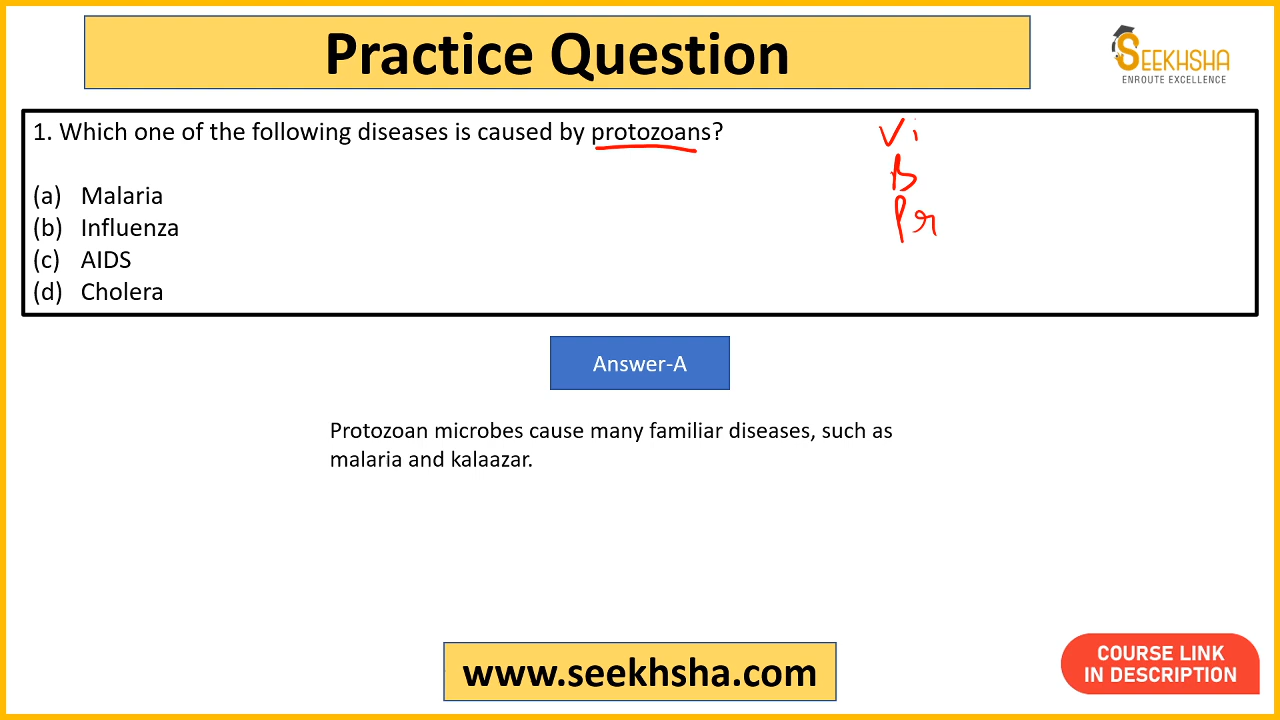 Practice Question
SEEKHSHA
ENROUTE EXCELLENCE
1. Which one of the following diseases is caused by protozoans?
Vi
B
Pr
(a) Malaria
(b) Influenza
(c) AIDS
(d) Cholera
Answer-A
Protozoan microbes cause many familiar diseases, such as
malaria and kalaazar.
www.seekhsha.com
COURSE LINK
IN DESCRIPTION